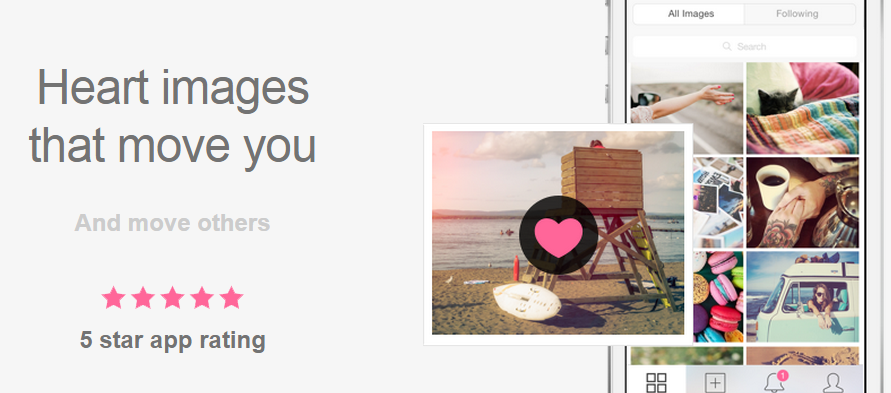 Heart images
that move you
And move others
5 star app rating
All Images
Following
Search
1